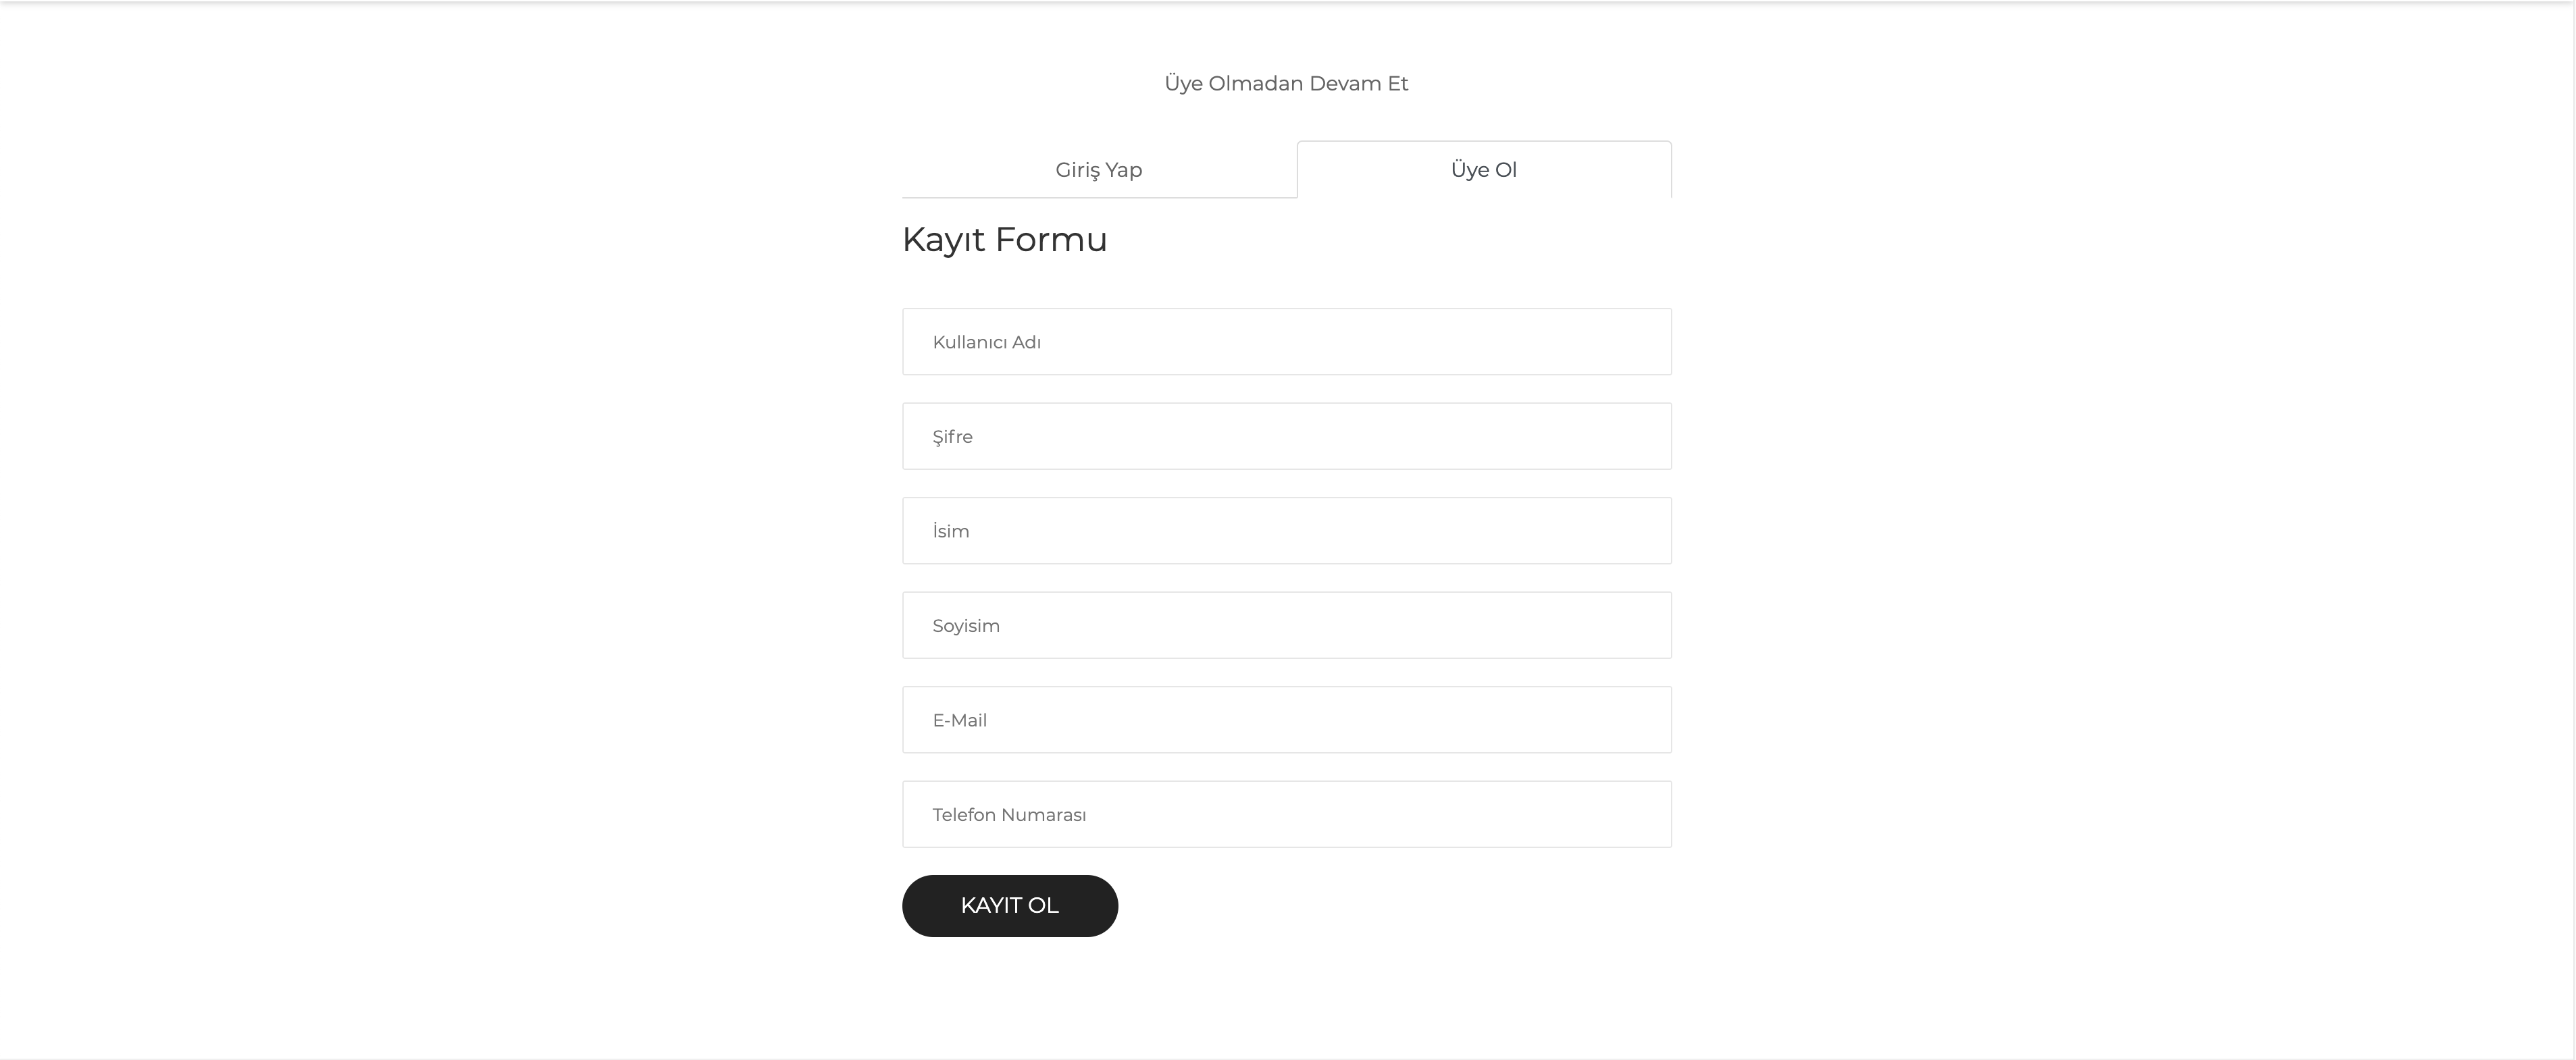 Üye Olmadan Devam Et
Giriş Yap
Üye Ol
Kayıt Formu
Kullanıcı Adı
Şifre
İsim
Soyisim
E-Mail
Telefon Numarası
KAYIT OL